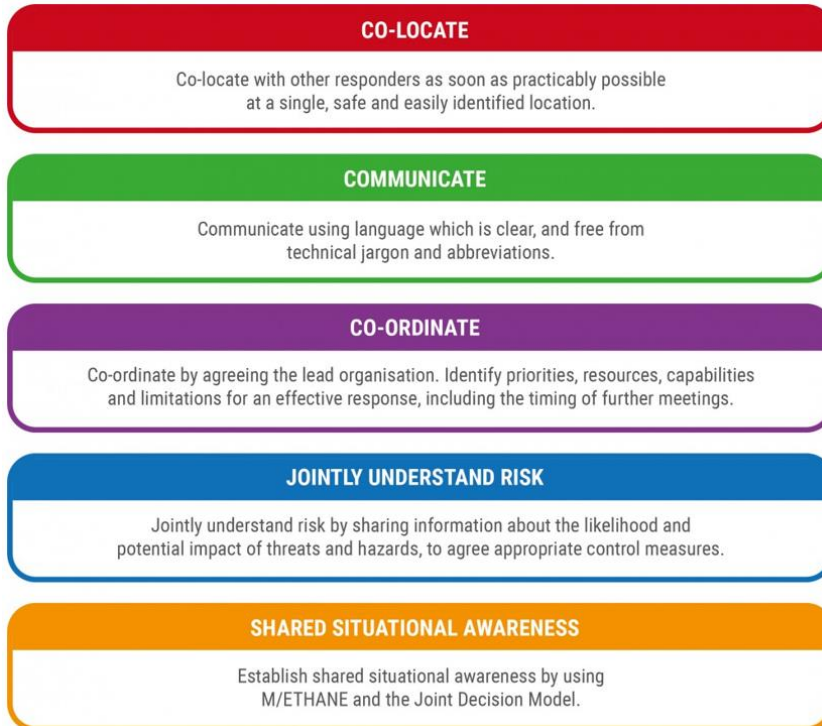 CO-LOCATE
Co-locate with other responders as soon as practicably possible
at a single, safe and easily identified location.
COMMUNICATE
Communicate using language which is clear, and free from
technical jargon and abbreviations.
CO-ORDINATE
Co-ordinate by agreeing the lead organisation. Identify priorities, resources, capabilities
and limitations for an effective response, including the timing of further meetings.
JOINTLY UNDERSTAND RISK
Jointly understand risk by sharing information about the likelihood and
potential impact of threats and hazards, to agree appropriate control measures.
SHARED SITUATIONAL AWARENESS
Establish shared situational awareness by using
M/ETHANE and the Joint Decision Model.